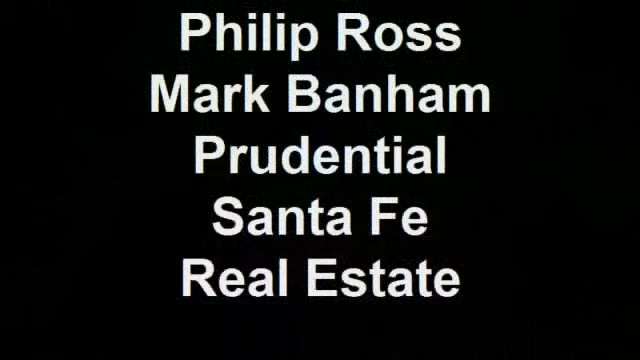 Philip Ross
Mark Banham
Prudential
Santa Fe
Real Estate